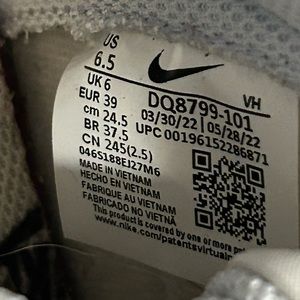 US
6.5
UK 6
EUR 39
cm 24.5
BR 37.5
CN 245(2.5)
VH
DQ8799-101
03/30/22 | 05/28/22
UPC 00196152286871
046S188EJ27M6
MADE IN VIETNAM
HECHO EN VIETNAM
FABRIQUE AU VIETNAM
FABRICADO NO VIETNÃ
This product is covered by one or more
www.nike.com/patents